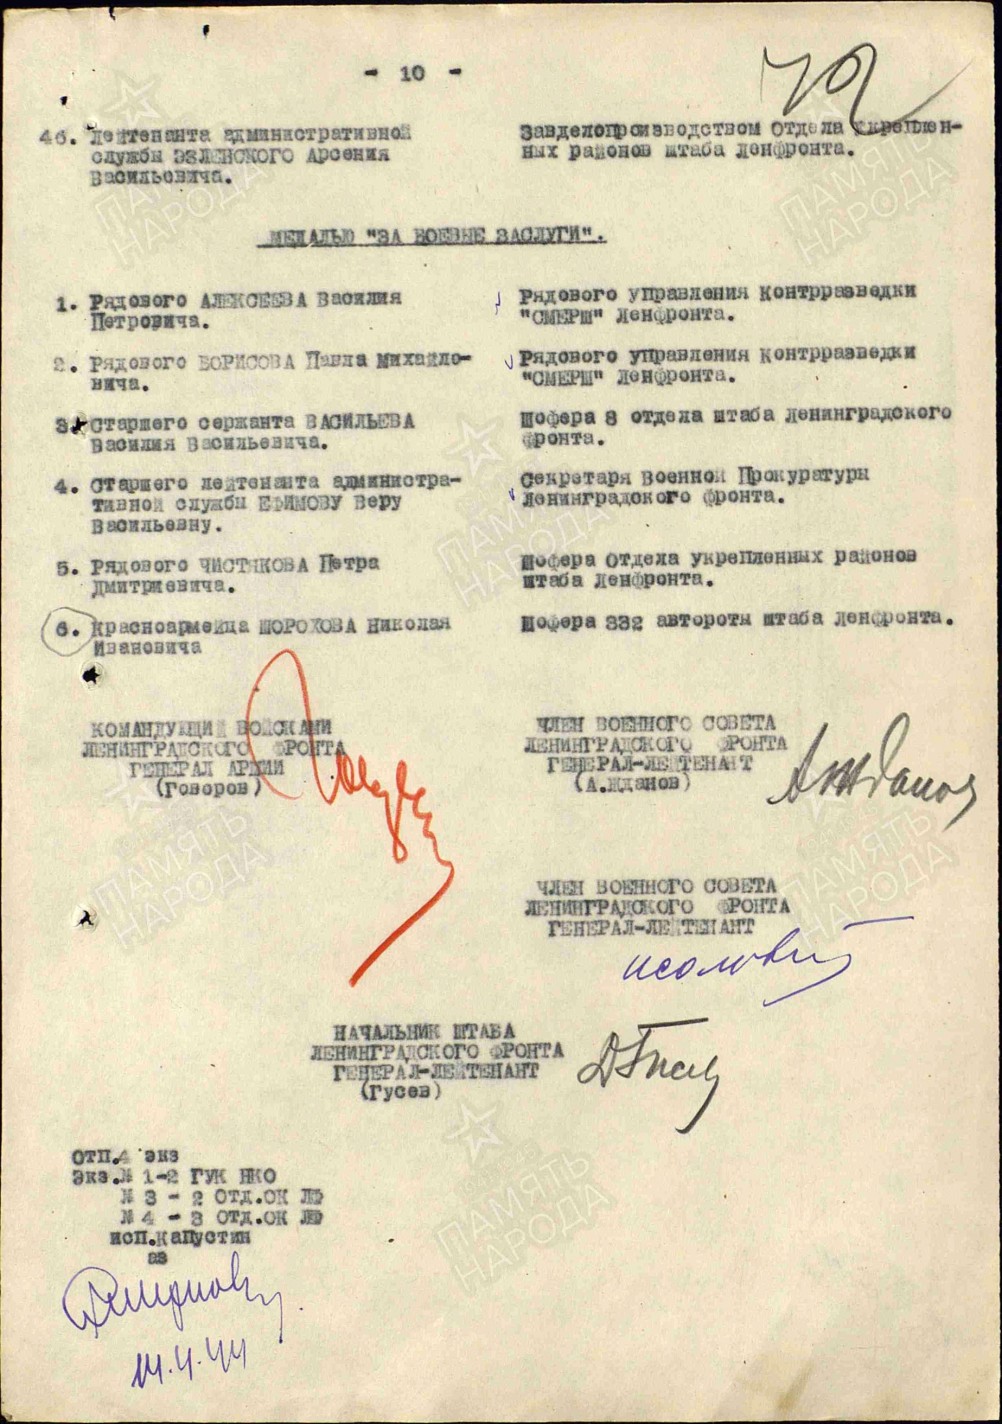 - 10 -
46. Лейтенанта административной
службы ЗЕЛЕНСКОГО Арсения
Васильевича.
Завделопроизводством Отдела укреплен-
ных районов штаба Ленфронта.
МЕДАЛЬЮ "ЗА БОЕВЫЕ ЗАСЛУГИ".
1. Рядового АЛЕКСЕЕВА Василия
Петровича.
Рядового управления контрразведки
"СМЕРШ" Ленфронта.
2. Рядового БОРИСОВА Павла Михайло-
вича.
Рядового управления контрразведки
"СМЕРШ" Ленфронта.
3. Старшего сержанта ВАСИЛЬЕВА
Василия Васильевича.
Шофера 8 отдела штаба Ленинградского
фронта.
4. Старшего лейтенанта администра-
тивной службы ЕФИМОВУ Веру
Васильевну.
Секретаря Военной Прокуратуры
Ленинградского фронта.
5. Рядового ЧИСТЯКОВА Петра
Дмитриевича.
Шофера Отдела укрепленных районов
штаба Ленфронта.
6. Красноармейца ШОРОХОВА Николая
Ивановича
Шофера 332 автороты штаба Ленфронта.
КОМАНДУЮЩИЙ ВОЙСКАМИ
ЛЕНИНГРАДСКОГО ФРОНТА
ГЕНЕРАЛ АРМИИ
(Говоров)
ЧЛЕН ВОЕННОГО СОВЕТА
ЛЕНИНГРАДСКОГО ФРОНТА
ГЕНЕРАЛ-ЛЕЙТЕНАНТ
(А.Жданов)
АЖданов
ЧЛЕН ВОЕННОГО СОВЕТА
ЛЕНИНГРАДСКОГО ФРОНТА
ГЕНЕРАЛ-ЛЕЙТЕНАНТ
НАЧАЛЬНИК ШТАБА
ЛЕНИНГРАДСКОГО ФРОНТА
ГЕНЕРАЛ-ЛЕЙТЕНАНТ
(Гусев)
ОТП.4 экз
Экз.№ 1-2 ГУК НКО
№ 3 - 2 ОТД.ОК ЛФ
№ 4 - 3 ОТД.ОК ЛФ
исп.Капустин
аз
14.4.44
ПАМЯТЬ
НАРОДА